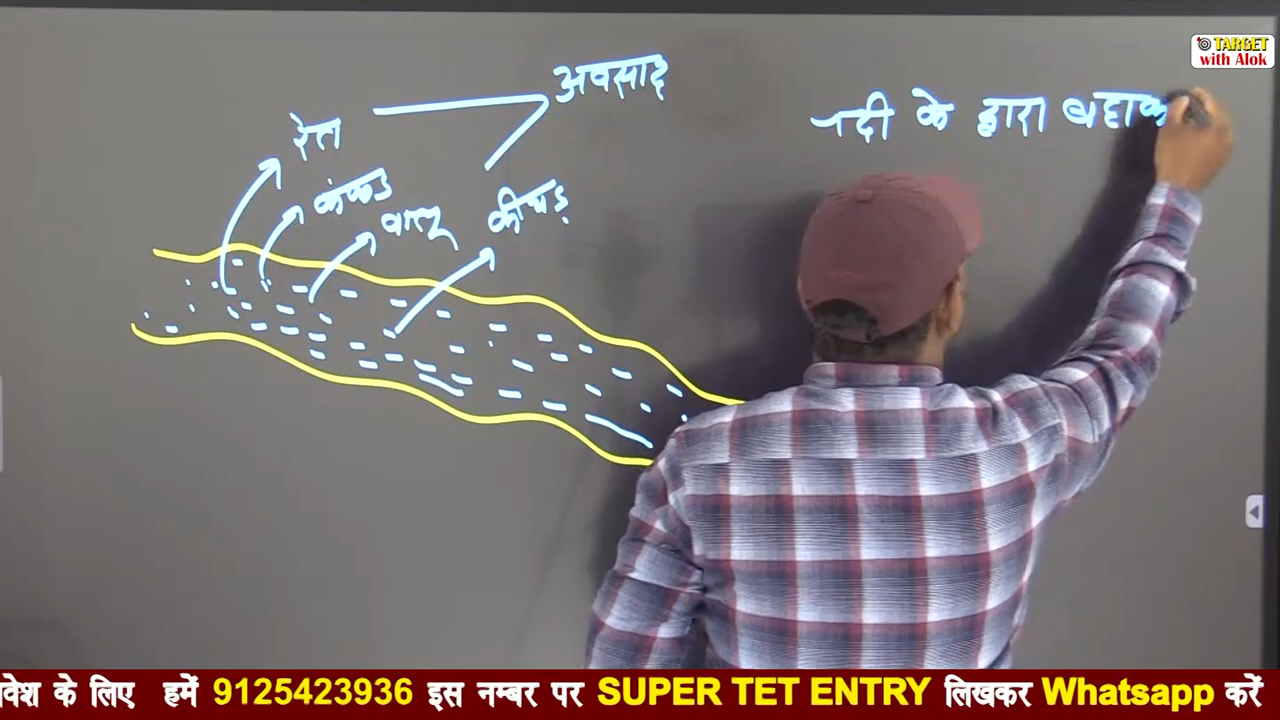 TARGET
with Alok
अवसाद
नदी के द्वारा बहाक
रेत
कंकड
बालू
कीचड़
वेश के लिए हमें 9125423936 इस नम्बर पर SUPER TET ENTRY लिखकर Whatsapp करें